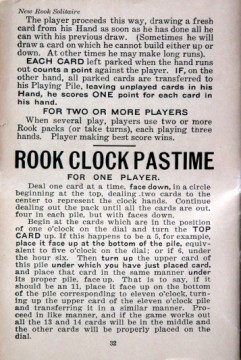 New Rook Solitaire
The player proceeds this way, drawing a fresh
card from his Hand as soon as he has done all he
can with his previous draw. (Sometimes he will
draw a card on which he cannot build either up or
down. At other times he may make long runs).
EACH CARD left parked when the hand runs
out counts a point against the player. IF, on the
other hand, all parked cards are transferred to
his Playing Pile, leaving unplayed cards in his
Hand, he scores ONE point for each card in
his hand.
FOR TWO OR MORE PLAYERS
When several play, players use two or more
Rook packs (or take turns), each playing three
hands. Player making best score wins.
ROOK CLOCK PASTIME
FOR ONE PLAYER.
Deal one card at a time, face down, in a circle
beginning at the top, dealing two cards to the
center to represent the clock hands. Continue
dealing out the pack until all the cards are out,
four in each pile, but with faces down.
Begin at the cards which are in the position
of one o'clock on the dial and turn the TOP
CARD up. If this happens to be a 5, for example,
place it face up at the bottom of the pile, equiv-
alent to five o'clock on the dial; or if 6, under
the hour six. Then turn up the upper card of
this pile under which you have just placed card,
and place that card in the same manner under
its proper pile, face up. That is to say, if it
should be an 11, place it face up on the bottom
of the pile corresponding to eleven o'clock, turn-
ing up the upper card of the eleven o'clock pile
and transferring it in a similar manner. Pro-
ceed in like manner, and if the game works out
all the 13 and 14 cards will be in the middle and
the other cards will be properly placed on the
dial.
32